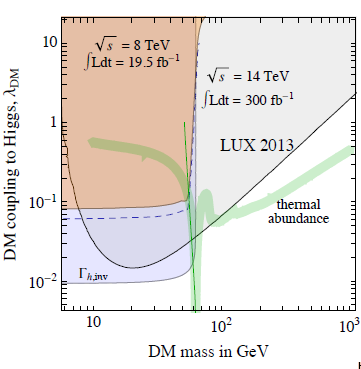 √s = 8 TeV
∫Ldt = 19.5 fb⁻¹
√s = 14 TeV
∫Ldt = 300 fb⁻¹
LUX 2013
thermal
abundance
Γh,inv
DM coupling to Higgs, λDM
10
1
10⁻¹
10⁻²
10
10²
10³
DM mass in GeV